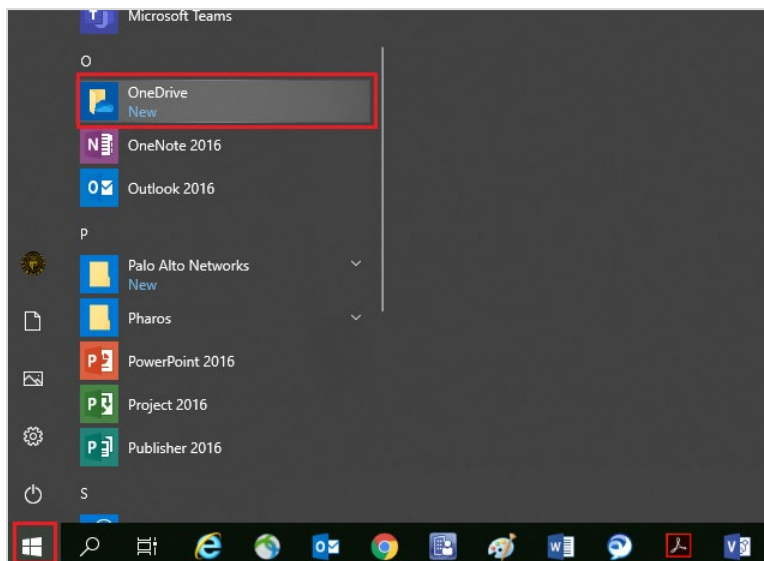 Microsoft Teams
O
OneDrive
New
OneNote 2016
Outlook 2016
P
Palo Alto Networks
New
Pharos
PowerPoint 2016
Project 2016
Publisher 2016
S